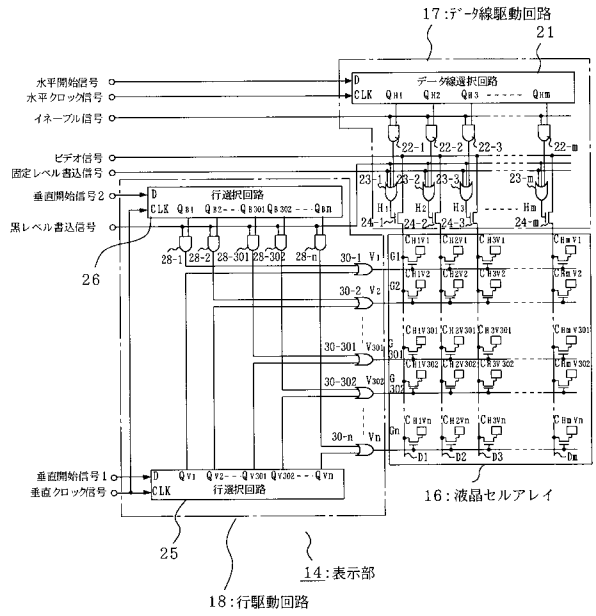 17:データ線駆動回路
21
水平開始信号
D データ線選択回路
水平クロック信号
CLK QH1 QH2 QH3 QHm
イネーブル信号
22-1 22-2 22-3 22-m
ビデオ信号
固定レベル書込信号
23-1 23-2 23-3 23-m
H1 H2 H3 Hm
24-1 24-2 24-3 24-m
垂直開始信号2
D 行選択回路
CLK QB1 QB2 QB301 QB302 QBn
黒レベル書込信号
26
28-1 28-2 28-301 28-302 28-n
30-1 V1 G1 CH1V1 CH2V1 CH3V1 CHmV1
30-2 V2 G2 CH1V2 CH2V2 CH3V2 CHmV2
30-301 V301 G301 CH1V301 CH2V301 CH3V301 CHmV301
30-302 V302 G302 CH1V302 CH2V302 CH3V302 CHmV302
30-n Vn Gn CH1Vn CH2Vn CH3Vn CHmVn
D1 D2 D3 Dm
垂直開始信号1
D QV1 QV2 QV301 QV302 QVn
垂直クロック信号
CLK 行選択回路
16:液晶セルアレイ
25
14:表示部
18:行駆動回路